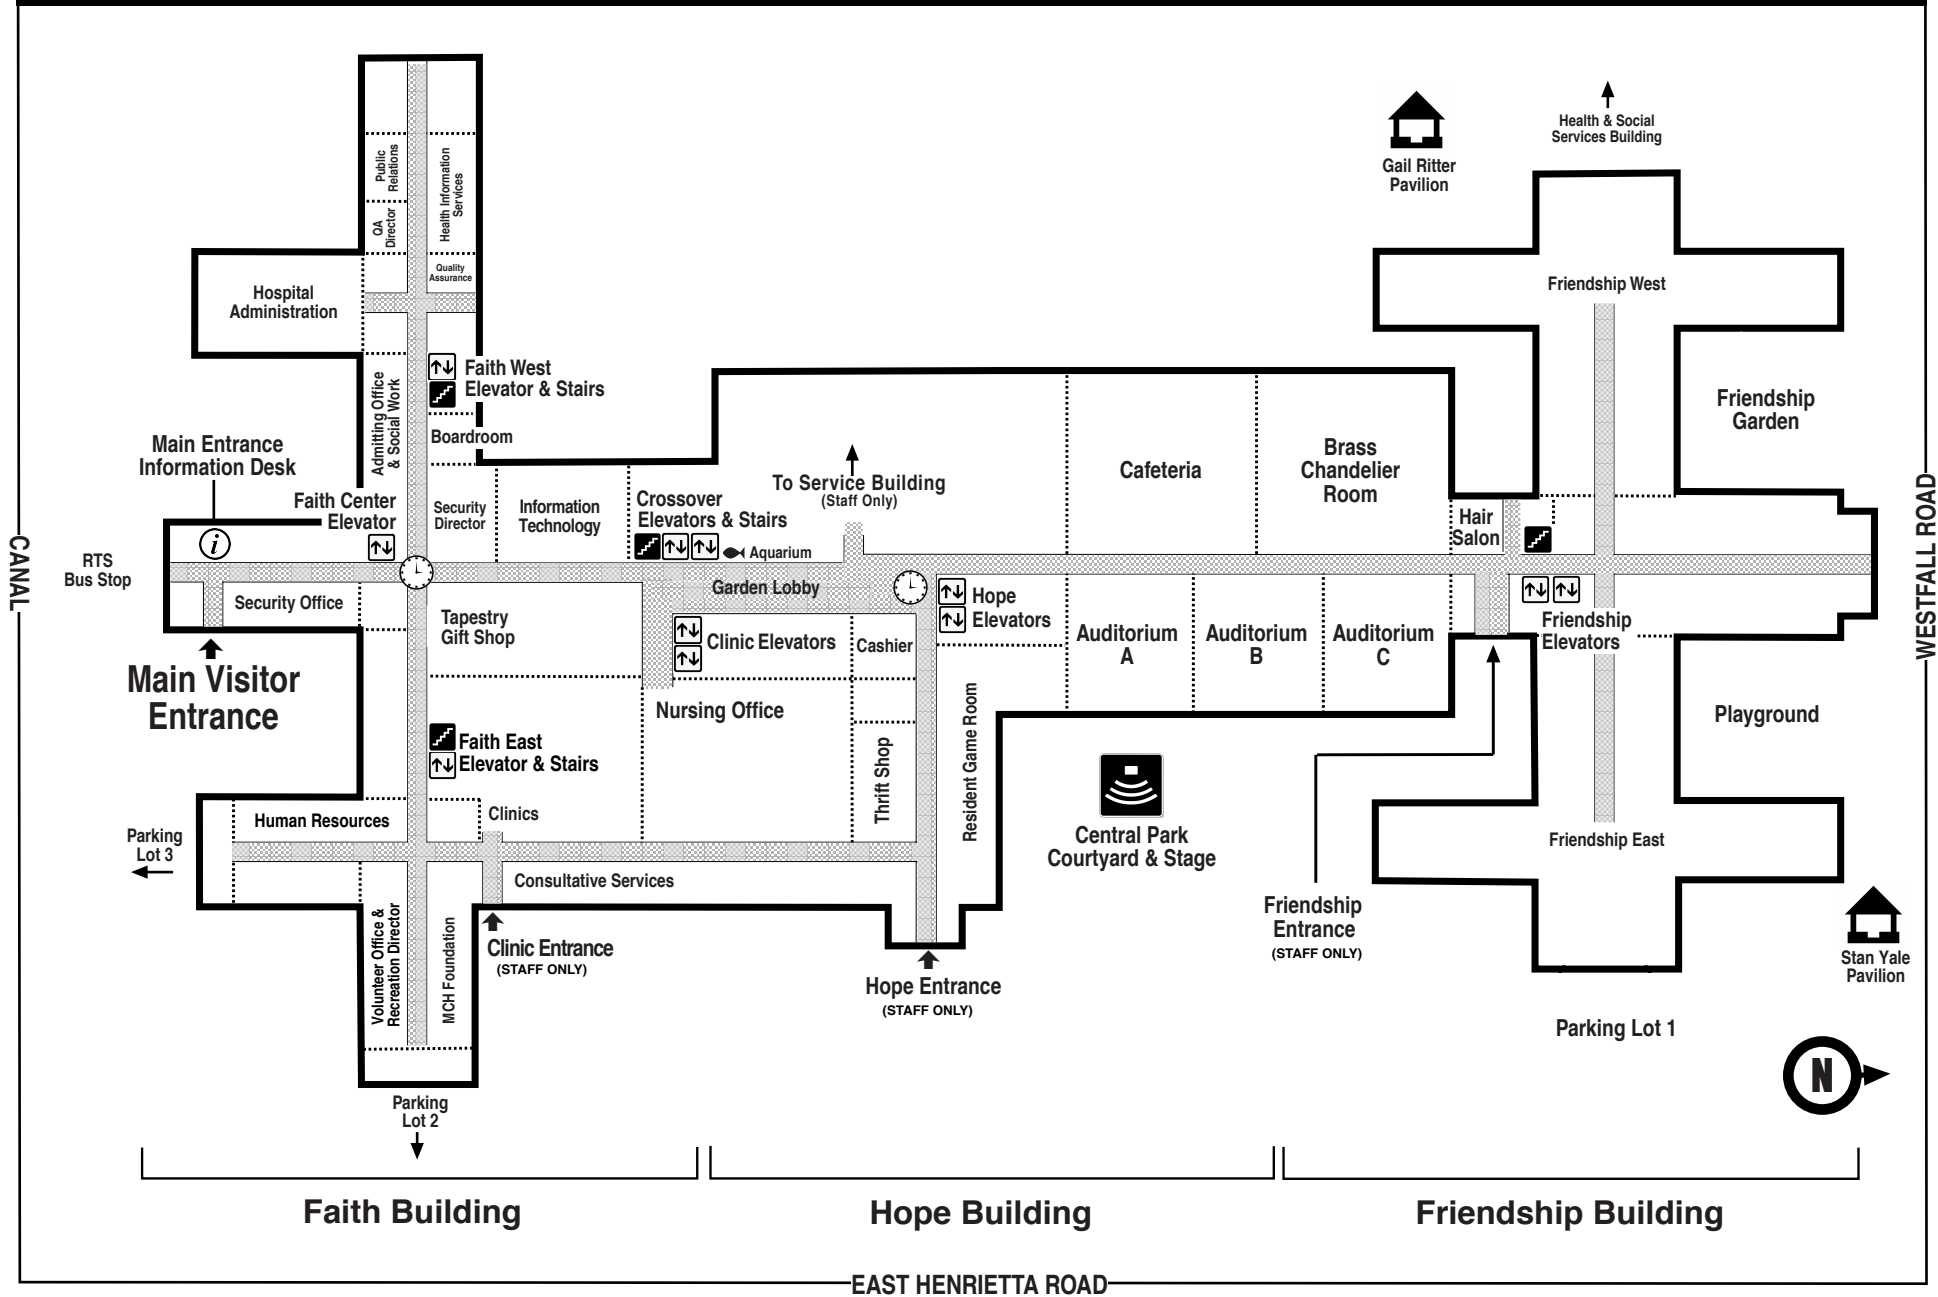 Public
Relations
QA
Director
Health Information
Services
Quality
Assurance
Hospital
Administration
Admitting Office
& Social Work
Faith West
Elevator & Stairs
Boardroom
Main Entrance
Information Desk
Faith Center
Elevator
i
Security
Director
Information
Technology
Crossover
Elevators & Stairs
Aquarium
To Service Building
(Staff Only)
Cafeteria
Brass
Chandelier
Room
Gail Ritter
Pavilion
Health & Social
Services Building
Friendship West
Friendship
Garden
Hair
Salon
CANAL
WESTFALL ROAD
RTS
Bus Stop
Security Office
Garden Lobby
Tapestry
Gift Shop
Clinic Elevators
Cashier
Hope
Elevators
Auditorium
A
Auditorium
B
Auditorium
C
Friendship
Elevators
Main Visitor
Entrance
Nursing Office
Resident Game Room
Thrift Shop
Faith East
Elevator & Stairs
Clinics
Playground
Central Park
Courtyard & Stage
Human Resources
Parking
Lot 3
Consultative Services
Friendship East
Volunteer Office &
Recreation Director
MCH Foundation
Clinic Entrance
(STAFF ONLY)
Hope Entrance
(STAFF ONLY)
Friendship
Entrance
(STAFF ONLY)
Stan Yale
Pavilion
Parking Lot 1
N
Parking
Lot 2
Faith Building
Hope Building
Friendship Building
EAST HENRIETTA ROAD